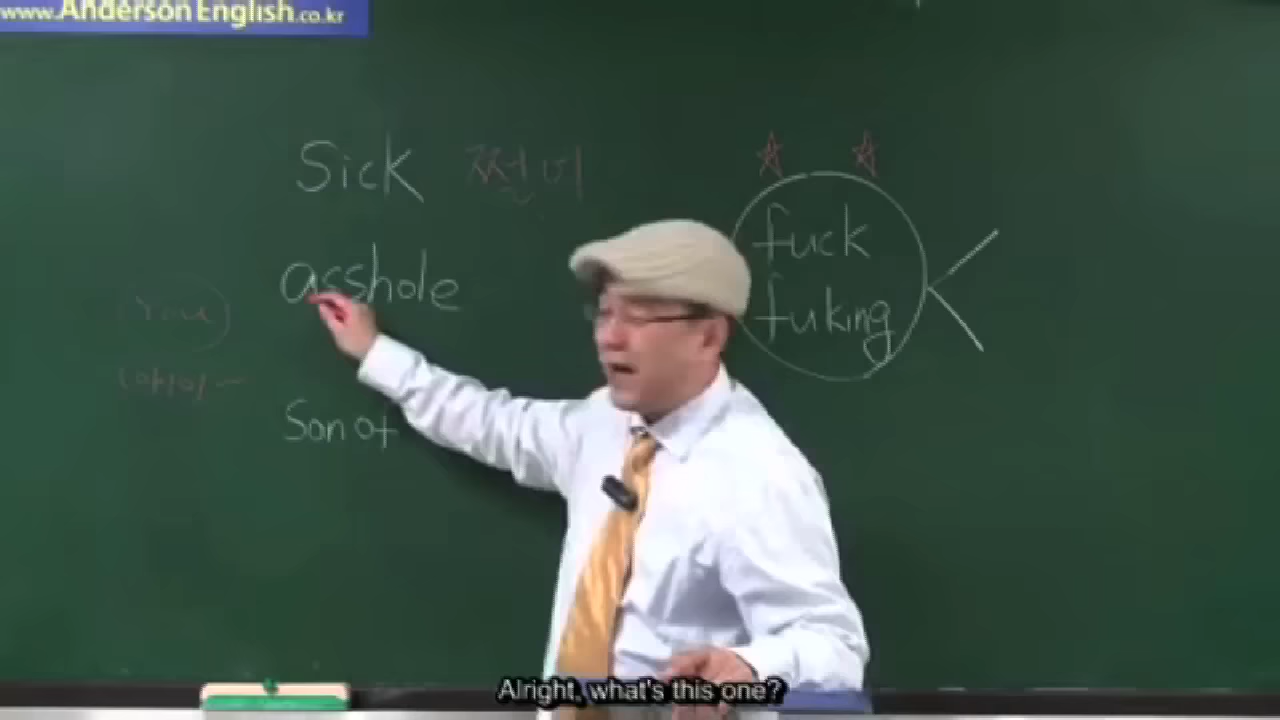 www.AndersonEnglish.co.kr
Sick
asshole
Son of
fuck
fuking
Alright, what's this one?